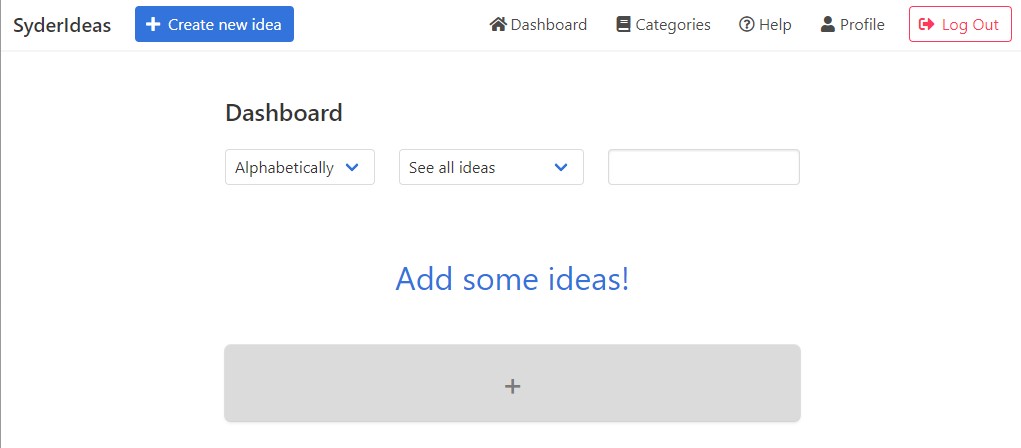 SyderIdeas + Create new idea Dashboard Categories Help Profile Log Out
Dashboard
Alphabetically See all ideas
Add some ideas!
+